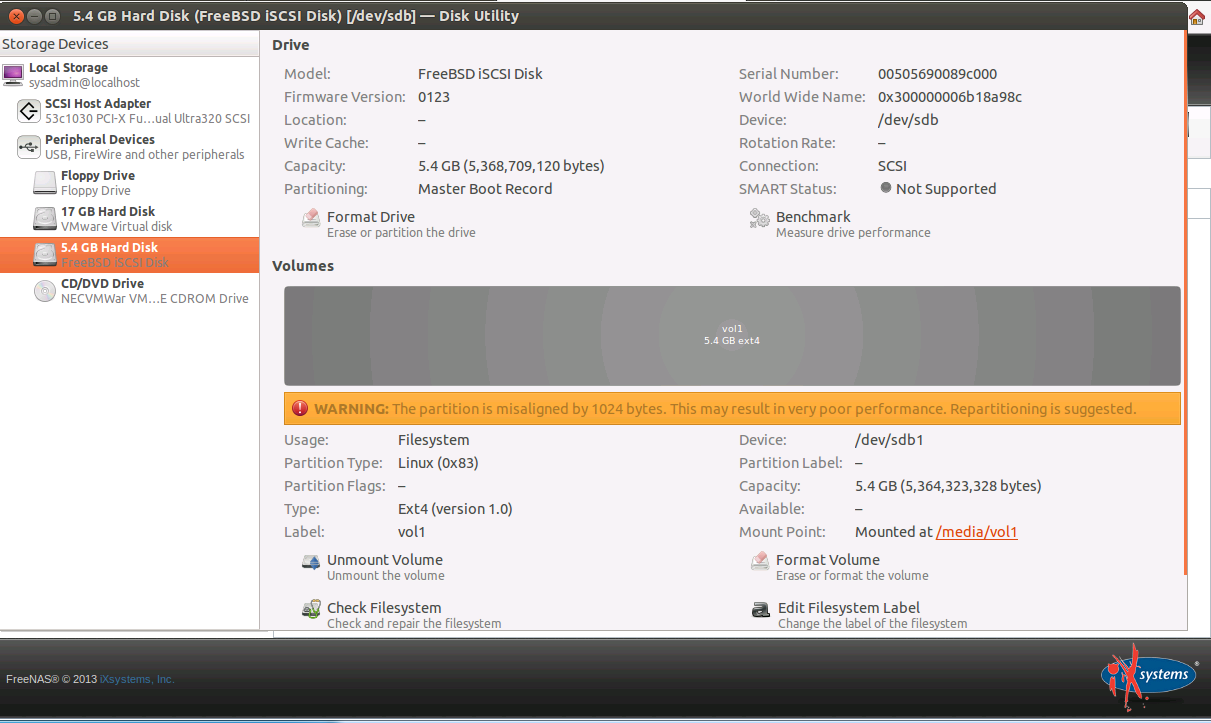 5.4 GB Hard Disk (FreeBSD iSCSI Disk) [/dev/sdb] — Disk Utility
Storage Devices
Local Storage
sysadmin@localhost
SCSI Host Adapter
53c1030 PCI-X Fu...ual Ultra320 SCSI
Peripheral Devices
USB, FireWire and other peripherals
Floppy Drive
Floppy Drive
17 GB Hard Disk
VMware Virtual disk
5.4 GB Hard Disk
FreeBSD iSCSI Disk
CD/DVD Drive
NECVMWar VM...E CDROM Drive
Drive
Model: FreeBSD iSCSI Disk Serial Number: 00505690089c000
Firmware Version: 0123 World Wide Name: 0x300000006b18a98c
Location: – Device: /dev/sdb
Write Cache: – Rotation Rate: –
Capacity: 5.4 GB (5,368,709,120 bytes) Connection: SCSI
Partitioning: Master Boot Record SMART Status: Not Supported
Format Drive Benchmark
Erase or partition the drive Measure drive performance
Volumes
vol1
5.4 GB ext4
WARNING: The partition is misaligned by 1024 bytes. This may result in very poor performance. Repartitioning is suggested.
Usage: Filesystem Device: /dev/sdb1
Partition Type: Linux (0x83) Partition Label: –
Partition Flags: – Capacity: 5.4 GB (5,364,323,328 bytes)
Type: Ext4 (version 1.0) Available: –
Label: vol1 Mount Point: Mounted at /media/vol1
Unmount Volume Format Volume
Unmount the volume Erase or format the volume
Check Filesystem Edit Filesystem Label
Check and repair the filesystem Change the label of the filesystem
FreeNAS® © 2013 iXsystems, Inc.
iXsystems®